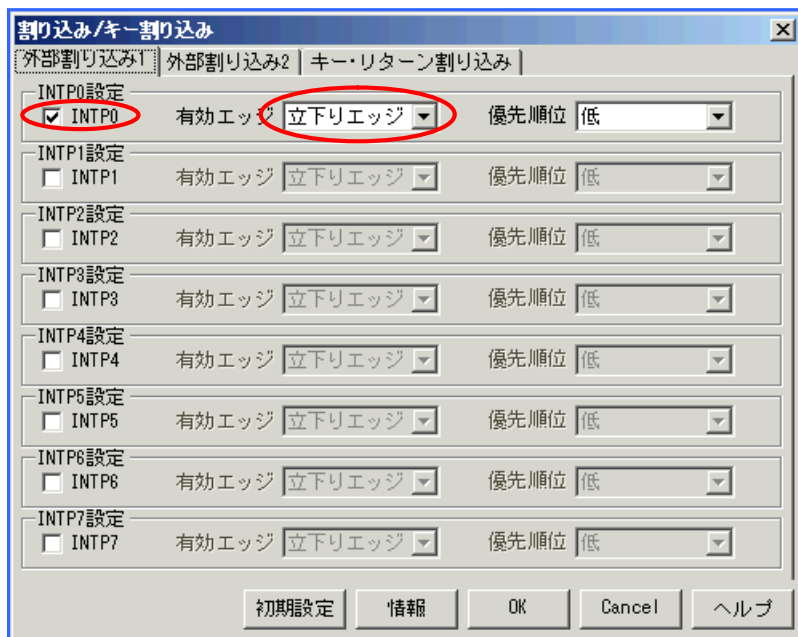 割り込み/キー割り込み
外部割り込み1 外部割り込み2 キー・リターン割り込み
INTP0設定
INTP0 有効エッジ 立下りエッジ 優先順位 低
INTP1設定
INTP1 有効エッジ 立下りエッジ 優先順位 低
INTP2設定
INTP2 有効エッジ 立下りエッジ 優先順位 低
INTP3設定
INTP3 有効エッジ 立下りエッジ 優先順位 低
INTP4設定
INTP4 有効エッジ 立下りエッジ 優先順位 低
INTP5設定
INTP5 有効エッジ 立下りエッジ 優先順位 低
INTP6設定
INTP6 有効エッジ 立下りエッジ 優先順位 低
INTP7設定
INTP7 有効エッジ 立下りエッジ 優先順位 低
初期設定 情報 OK Cancel ヘルプ